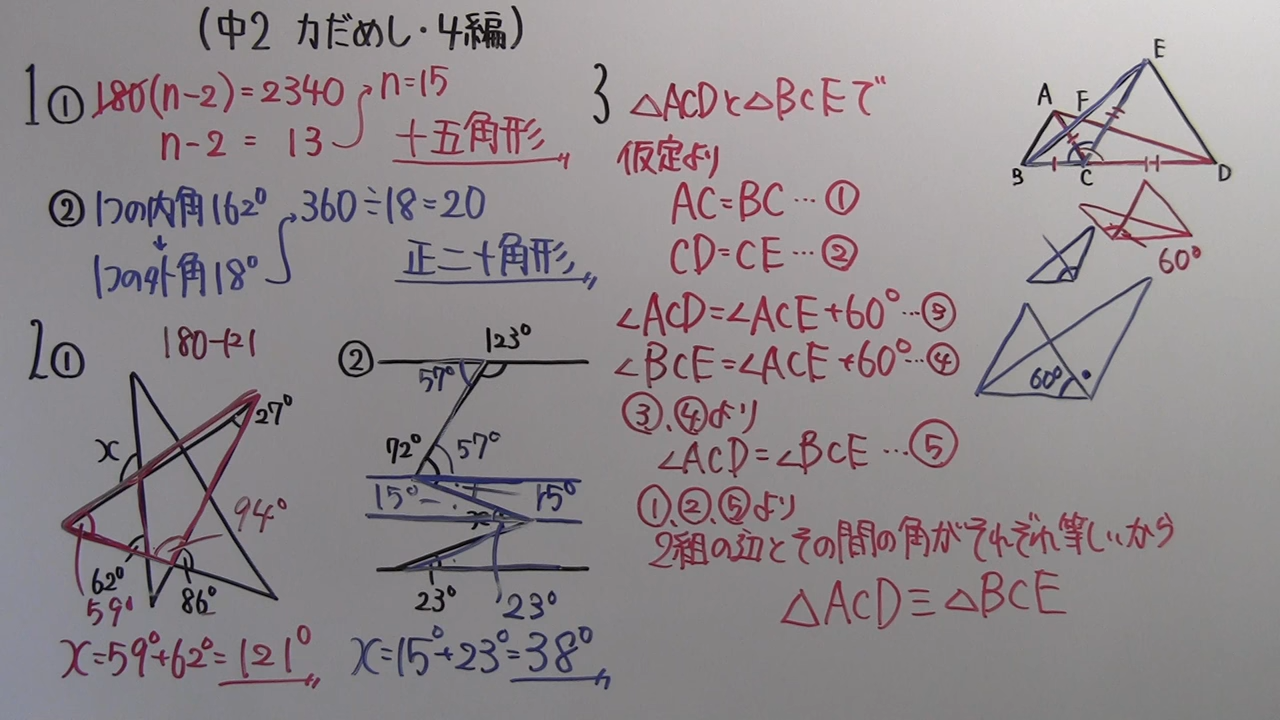 (中2 力だめし・4編)
1 ① 180(n-2)=2340 n=15
n-2 = 13 十五角形
② 1つの内角162° 360÷18=20
1つの外角18° 正二十角形
2 ① 180-121
27°
x
94°
62°
59°
86°
x=59°+62°=121°
② 123°
57°
72° 57°
15° 15°
x
23° 23°
x=15°+23°=38°
3 △ACDと△BCEで
仮定より
AC=BC…①
CD=CE…②
∠ACD=∠ACE+60°…③
∠BCE=∠ACE+60°…④
③、④より
∠ACD=∠BCE…⑤
①、②、⑤より
2組の辺とその間の角がそれぞれ等しいから
△ACD≡△BCE
E
A F
B C D
60°
60°